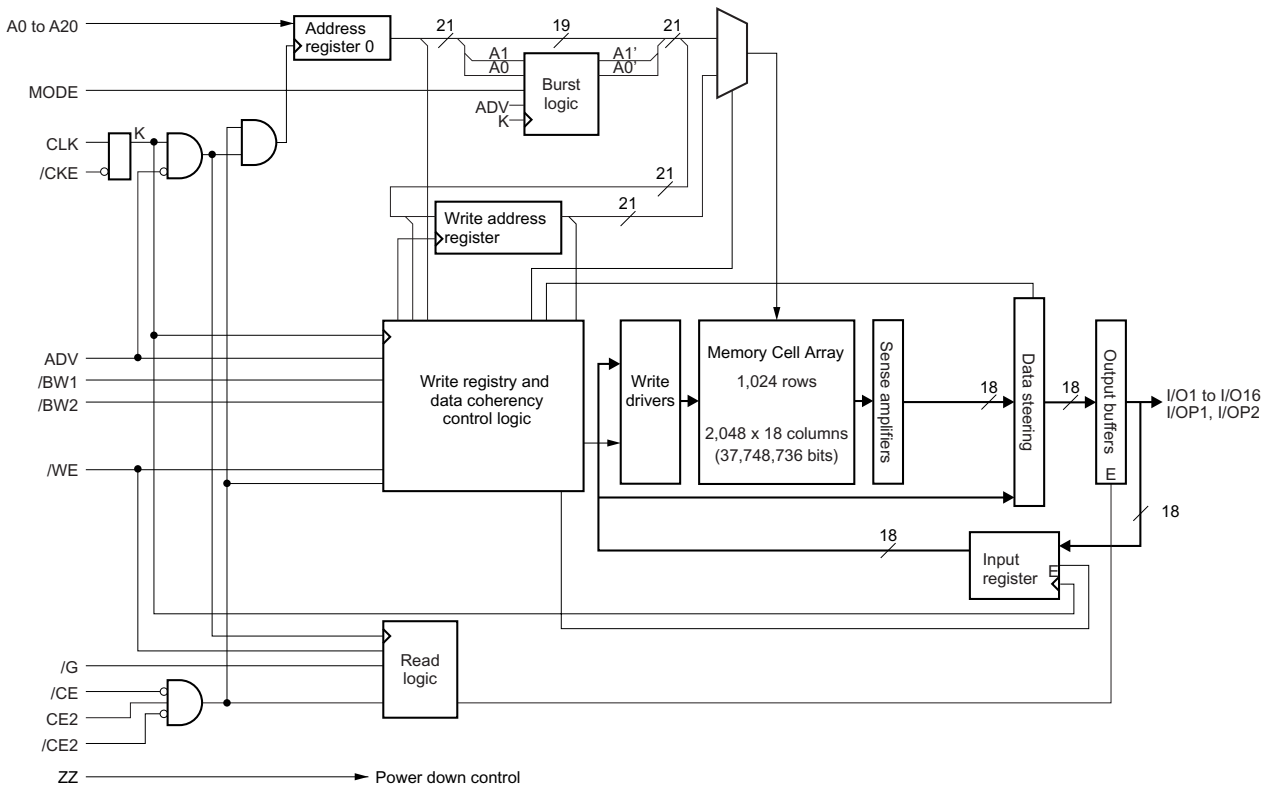 A0 to A20
Address
register 0
21
19
21
A1
A0
A1’
A0’
Burst
logic
MODE
ADV
K
CLK
K
/CKE
21
21
Write address
register
ADV
/BW1
/BW2
/WE
Write registry and
data coherency
control logic
Write
drivers
Memory Cell Array
1,024 rows
2,048 x 18 columns
(37,748,736 bits)
Sense amplifiers
18
Data steering
18
Output buffers
E
I/O1 to I/O16
I/OP1, I/OP2
18
18
Input
register
E
/G
/CE
CE2
/CE2
Read
logic
ZZ
Power down control